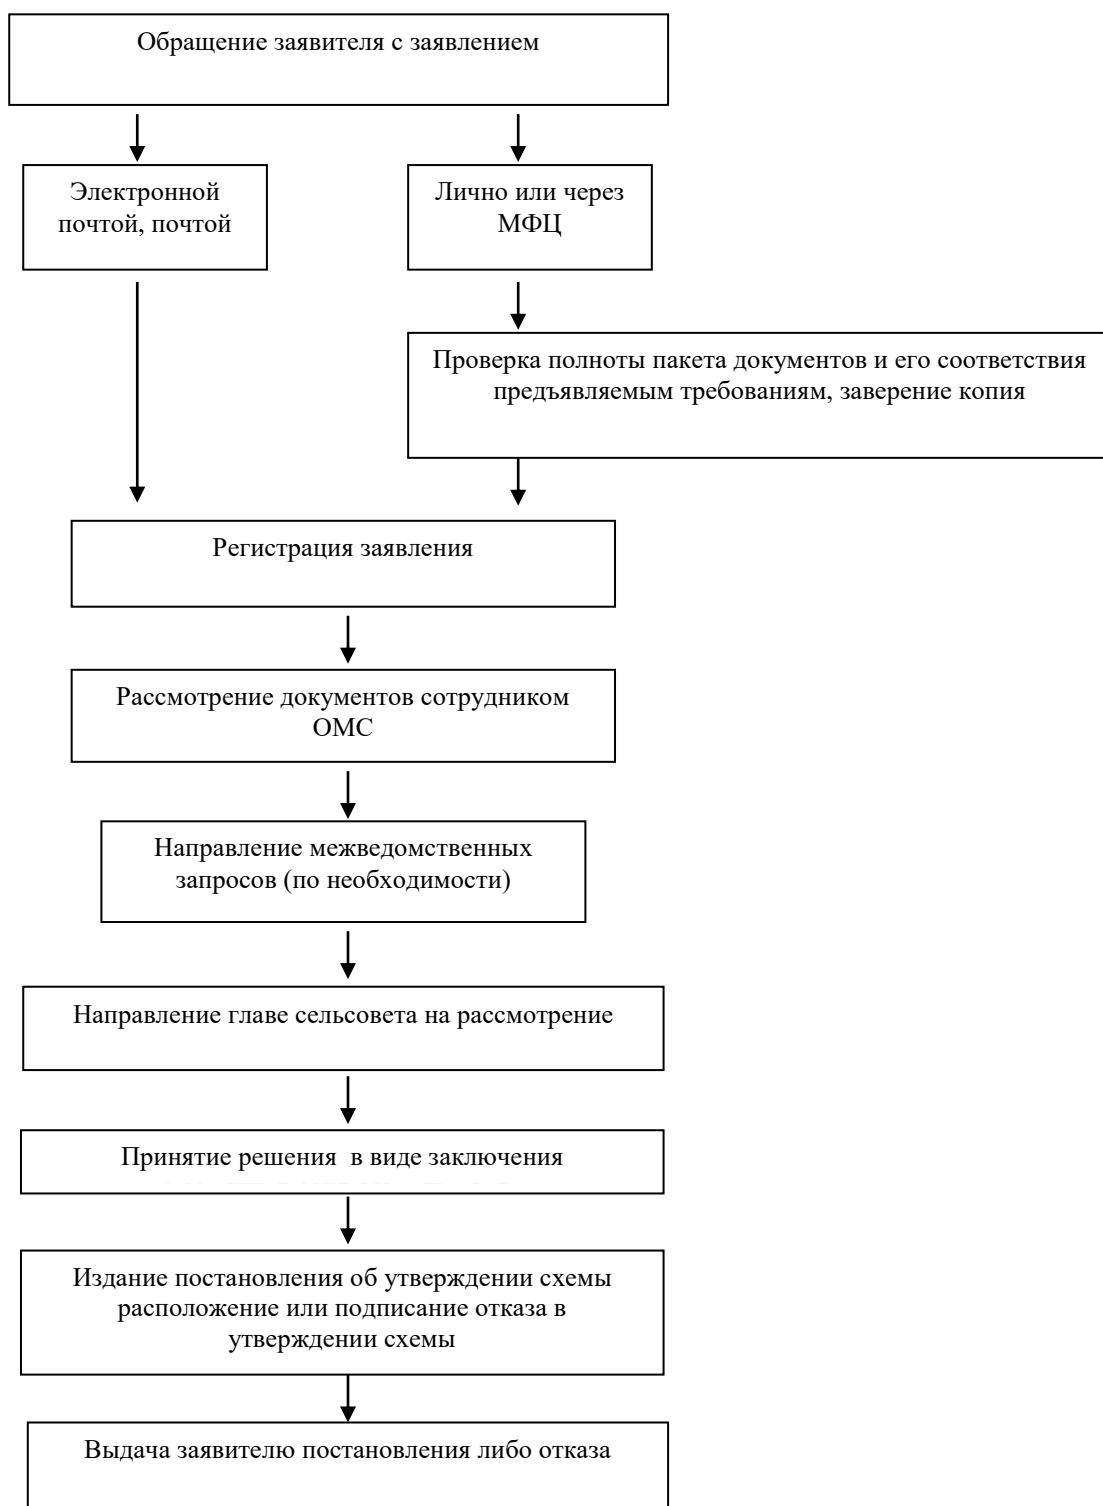 Обращение заявителя с заявлением
Электронной
почтой, почтой
Лично или через
МФЦ
Проверка полноты пакета документов и его соответствия
предъявляемым требованиям, заверение копия
Регистрация заявления
Рассмотрение документов сотрудником
ОМС
Направление межведомственных
запросов (по необходимости)
Направление главе сельсовета на рассмотрение
Принятие решения  в виде заключения
Издание постановления об утверждении схемы
расположение или подписание отказа в
утверждении схемы
Выдача заявителю постановления либо отказа